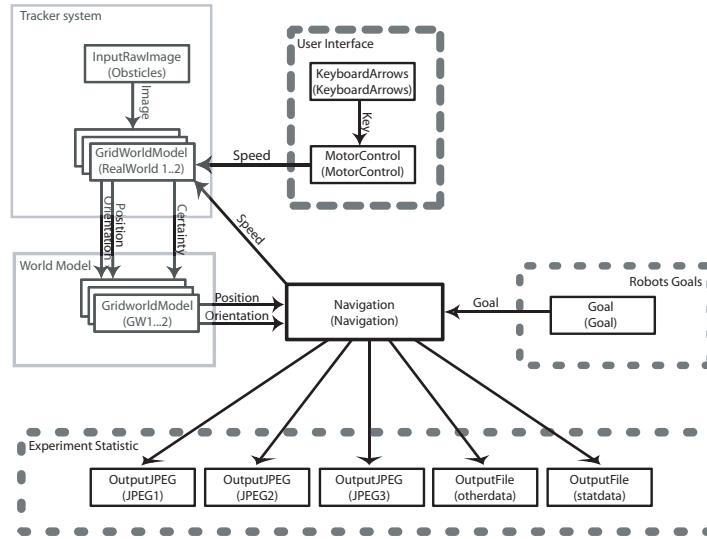 Tracker system
InputRawImage
(Obsticles)
Image
GridWorldModel
(RealWorld 1..2)
User Interface
KeyboardArrows
(KeyboardArrows)
Key
MotorControl
(MotorControl)
Speed
Speed
Orientation
Position
Certainty
World Model
GridworldModel
(GW1...2)
Position
Orientation
Navigation
(Navigation)
Goal
Robots Goals
Goal
(Goal)
Experiment Statistic
OutputJPEG
(JPEG1)
OutputJPEG
(JPEG2)
OutputJPEG
(JPEG3)
OutputFile
(otherdata)
OutputFile
(statdata)